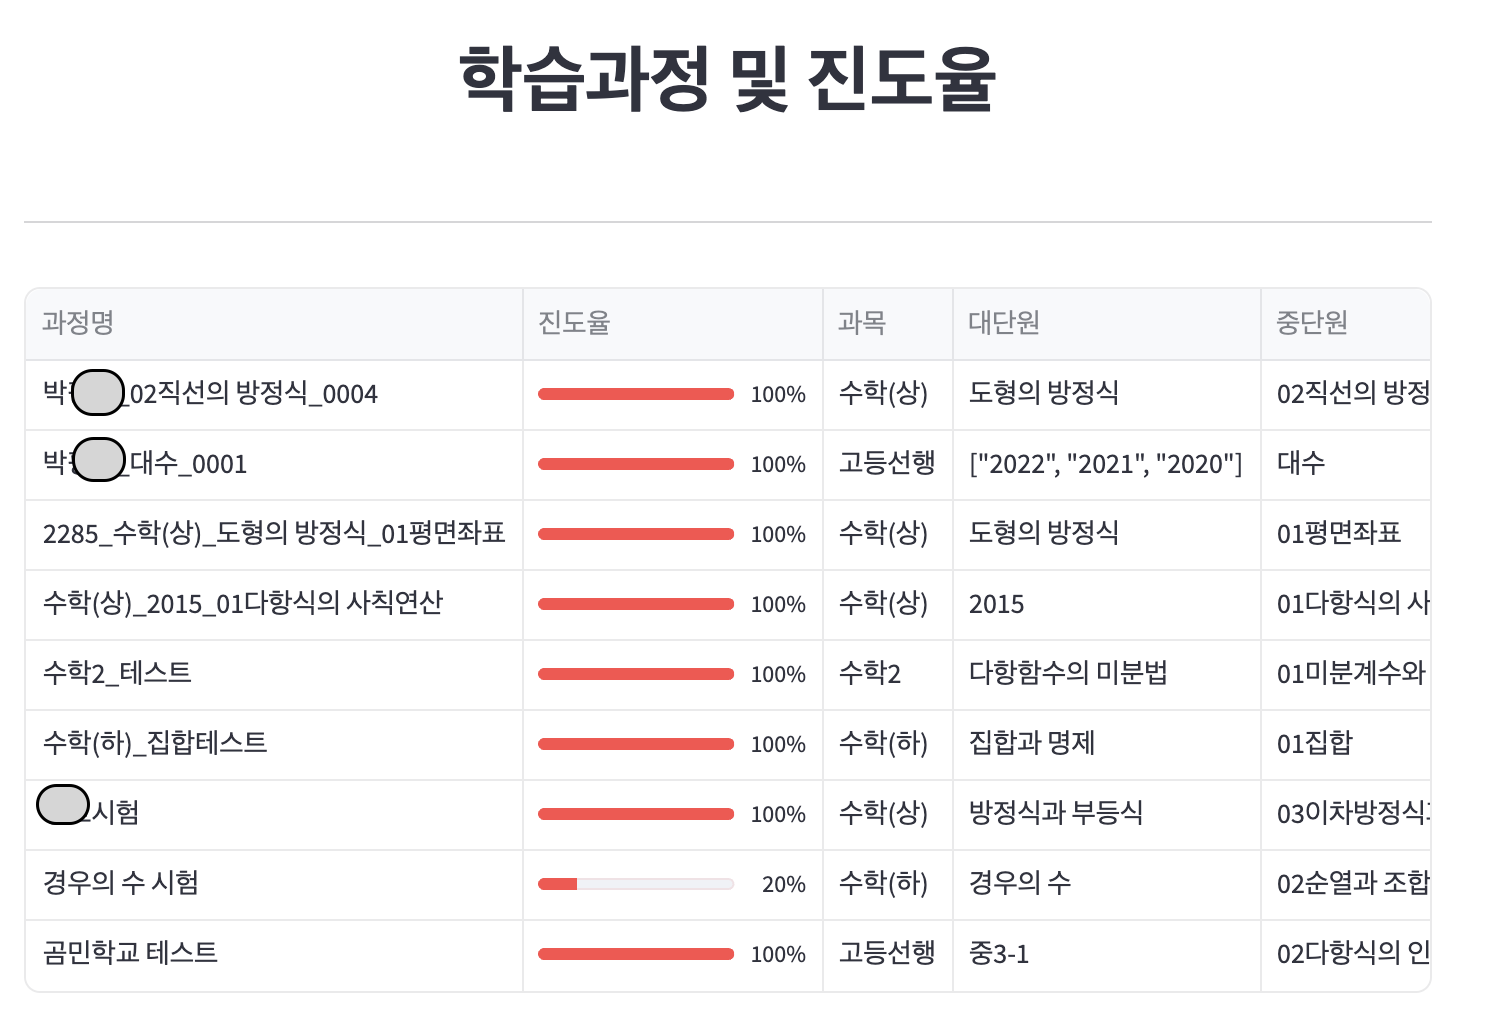 학습과정 및 진도율
과정명 진도율 과목 대단원 중단원
박 _02직선의 방정식_0004 100% 수학(상) 도형의 방정식 02직선의 방정
박 _대수_0001 100% 고등선행 ["2022", "2021", "2020"] 대수
2285_수학(상)_도형의 방정식_01평면좌표 100% 수학(상) 도형의 방정식 01평면좌표
수학(상)_2015_01다항식의 사칙연산 100% 수학(상) 2015 01다항식의 사
수학2_테스트 100% 수학2 다항함수의 미분법 01미분계수와
수학(하)_집합테스트 100% 수학(하) 집합과 명제 01집합
_시험 100% 수학(상) 방정식과 부등식 03이차방정식
경우의 수 시험 20% 수학(하) 경우의 수 02순열과 조합
곰민학교 테스트 100% 고등선행 중3-1 02다항식의 인